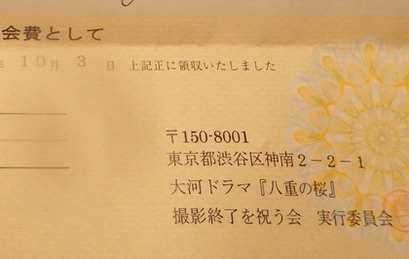 会費として
年 10月 3 日 上記正に領収いたしました
〒150-8001
東京都渋谷区神南2-2-1
大河ドラマ『八重の桜』
撮影終了を祝う会 実行委員会